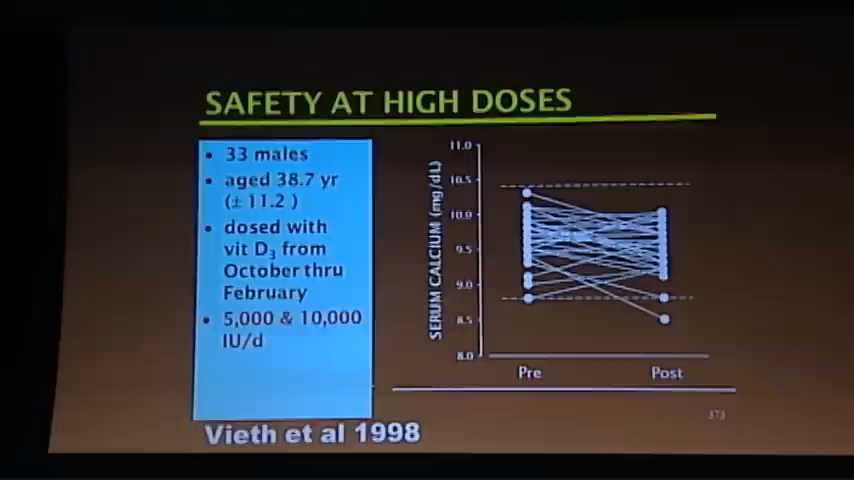 SAFETY AT HIGH DOSES
• 33 males
• aged 38.7 yr
(± 11.2 )
• dosed with
vit D3 from
October thru
February
• 5,000 & 10,000
IU/d
SERUM CALCIUM (mg/dL)
11.0
10.5
10.0
9.5
9.0
8.5
8.0
Pre
Post
373
Vieth et al 1998